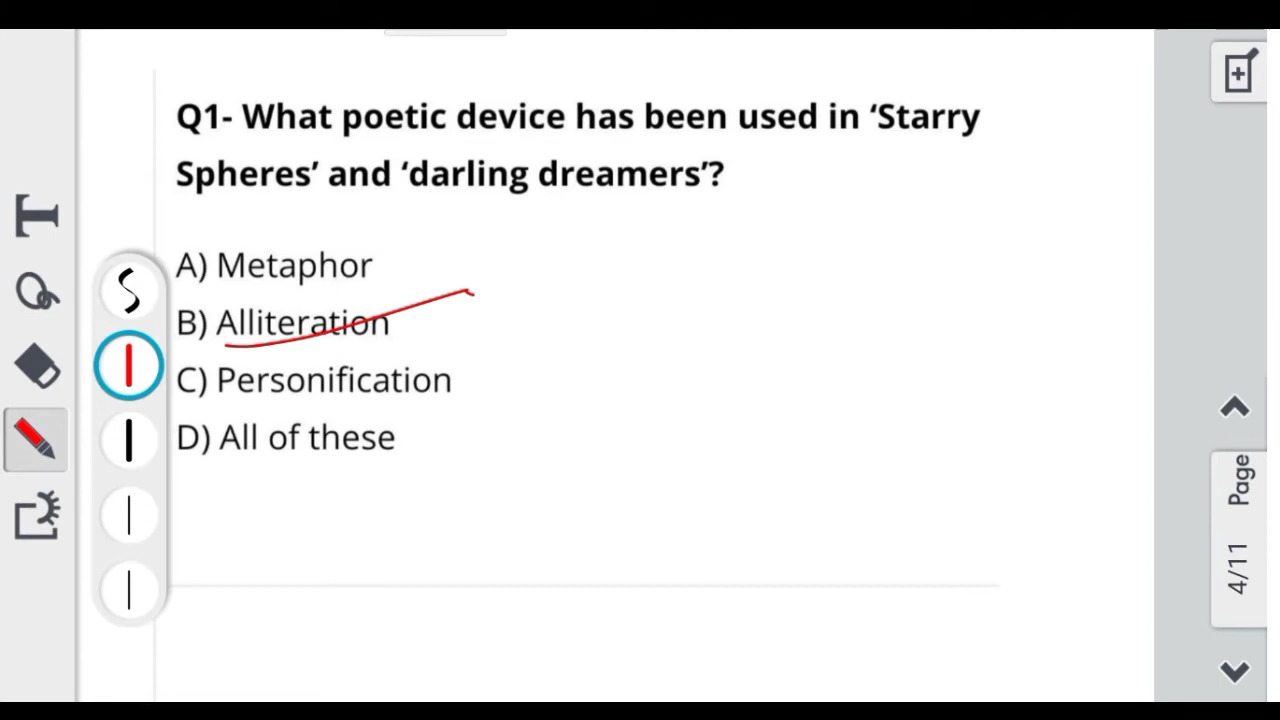 Q1- What poetic device has been used in ‘Starry
Spheres’ and ‘darling dreamers’?
A) Metaphor
B) Alliteration
C) Personification
D) All of these
Page
4/11